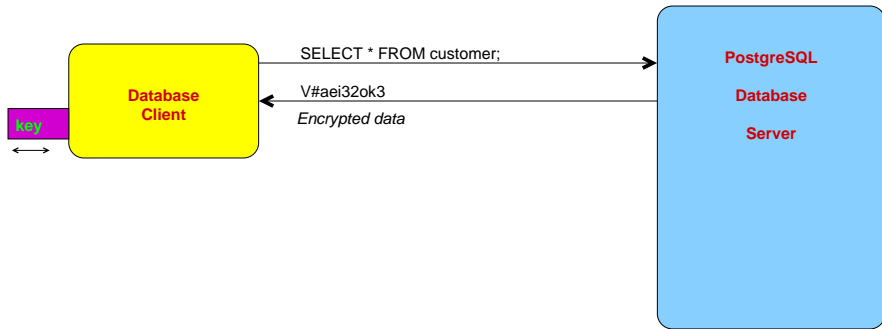 SELECT * FROM customer;
PostgreSQL
Database
Server
V#aei32ok3
Encrypted data
Database
Client
key